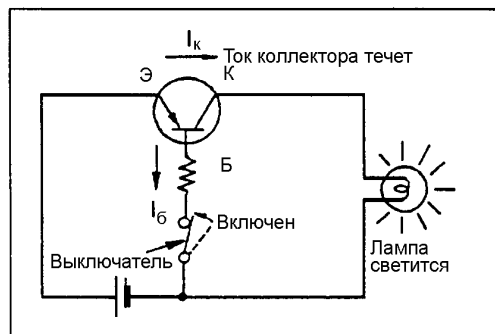 Iк
Ток коллектора течет
Э
К
Б
Iб
Включен
Выключатель
Лампа
светится